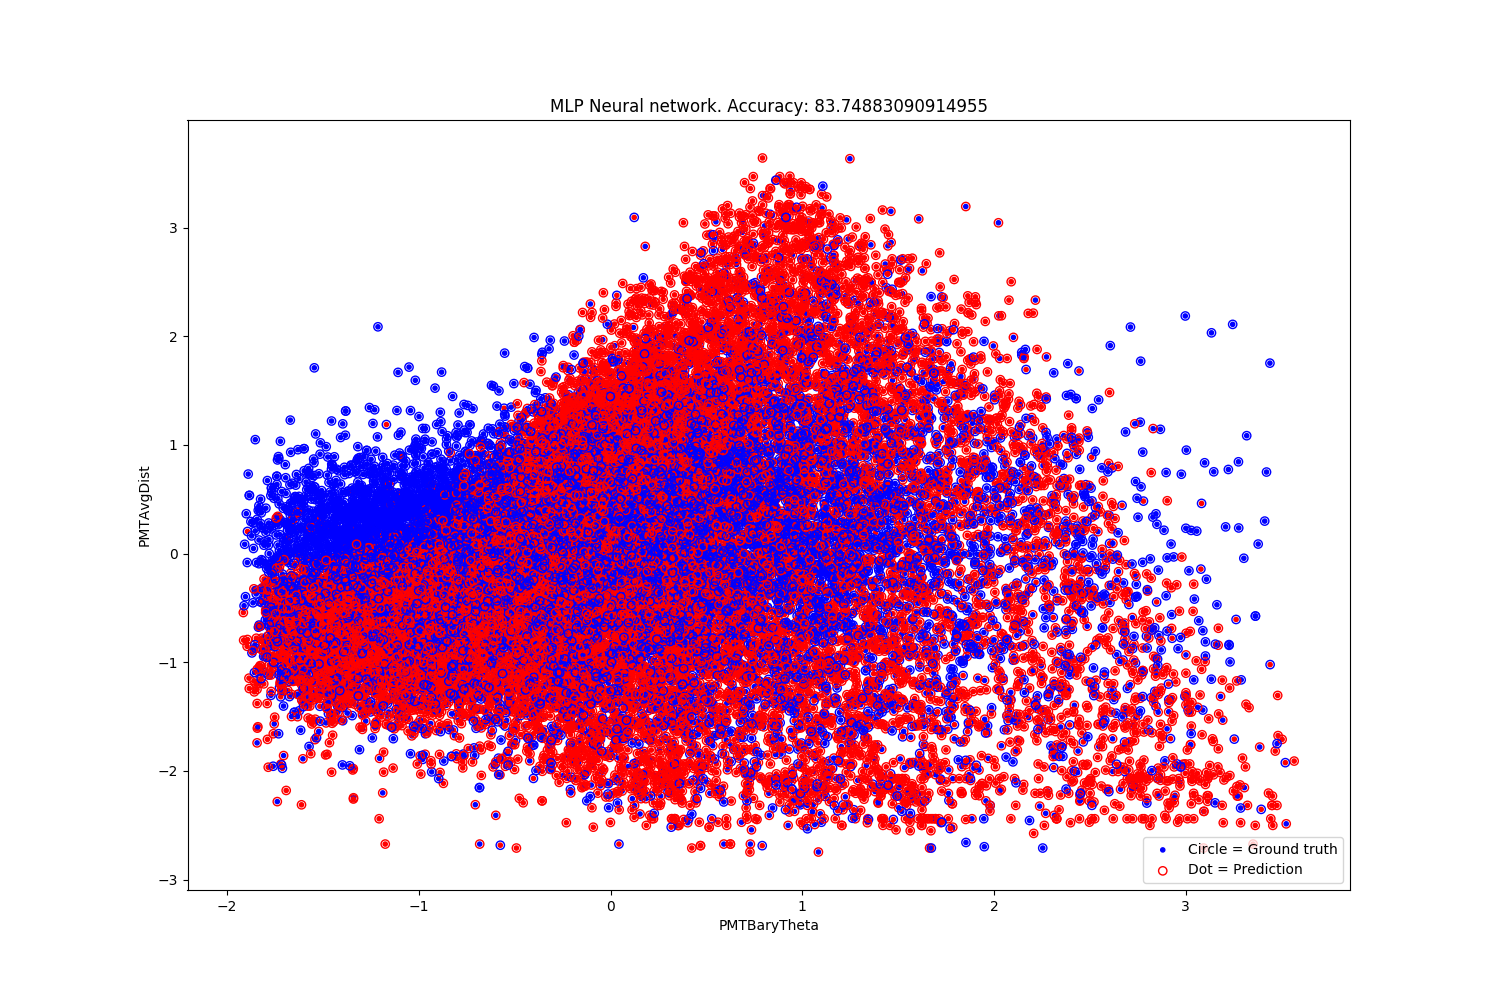 MLP Neural network. Accuracy: 83.74883090914955
PMTAvgDist
3
2
1
0
−1
−2
−3
−2
−1
0
1
2
3
PMTBaryTheta
Circle = Ground truth
Dot = Prediction